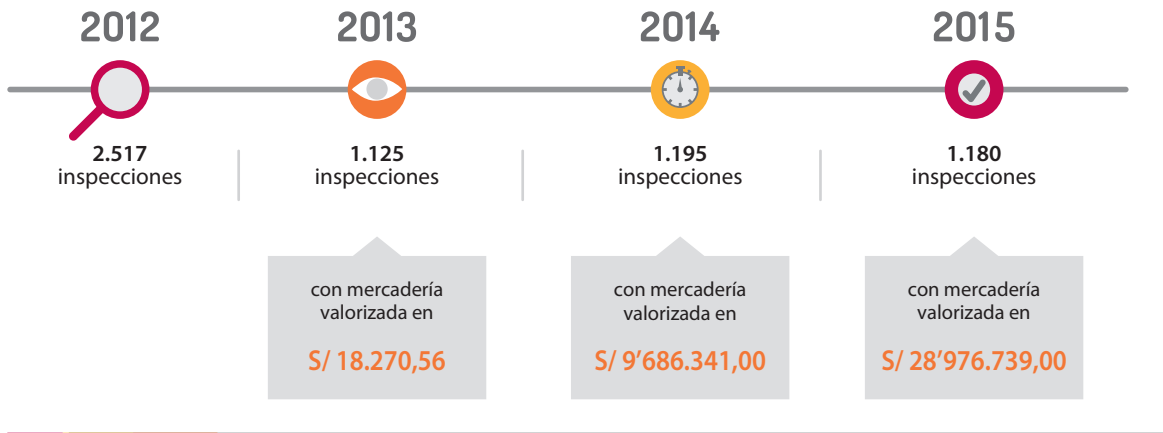 2012
2013
2014
2015
2.517
inspecciones
1.125
inspecciones
1.195
inspecciones
1.180
inspecciones
con mercadería
valorizada en
S/ 18.270,56
con mercadería
valorizada en
S/ 9’686.341,00
con mercadería
valorizada en
S/ 28’976.739,00